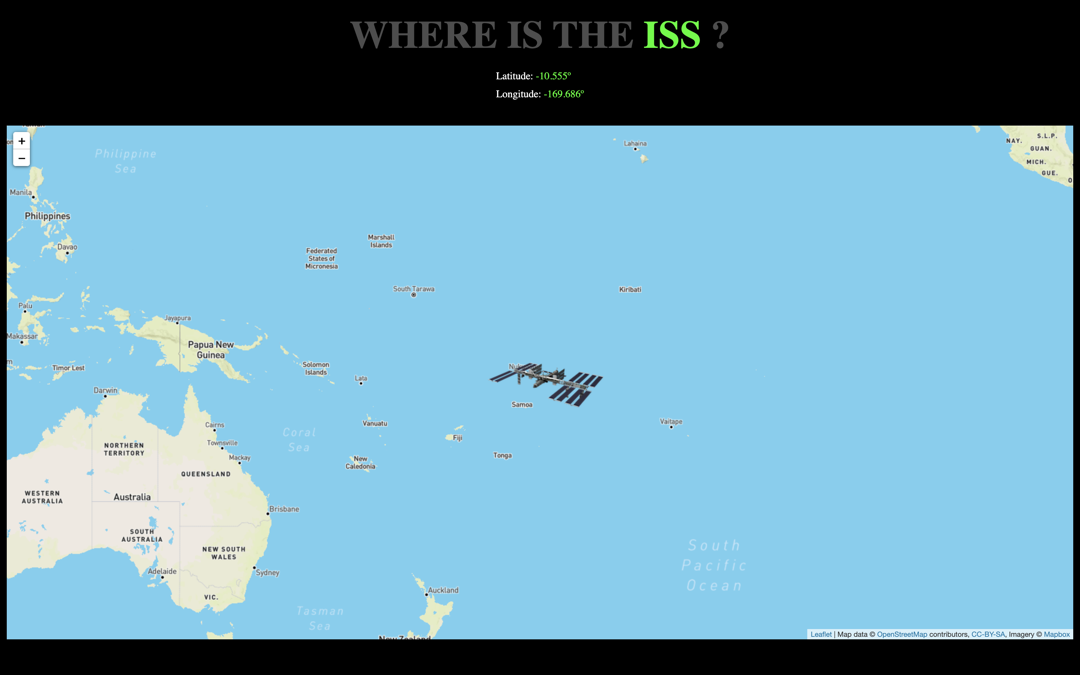 WHERE IS THE ISS ?
Latitude: -10.555º
Longitude: -169.686º
+
−
Philippine
Sea
Lahaina
S.L.P.
NAY.
GUAN.
MICH.
GUE.
Manila
Philippines
Davao
Federated
States of
Micronesia
Marshall
Islands
South Tarawa
Kiribati
Palu
Makassar
Jayapura
Papua New
Guinea
Timor Lest
Solomon
Islands
Lata
Samoa
Darwin
Vaitape
Vanuatu
Fiji
Tonga
New
Caledonia
Coral
Sea
Cairns
Townsville
Mackay
NORTHERN
TERRITORY
QUEENSLAND
WESTERN
AUSTRALIA
Australia
Brisbane
SOUTH
AUSTRALIA
NEW SOUTH
WALES
Adelaide
Sydney
VIC.
South
Pacific
Ocean
Auckland
Tasman
Sea
New Zealand
Leaflet | Map data © OpenStreetMap contributors, CC-BY-SA, Imagery © Mapbox